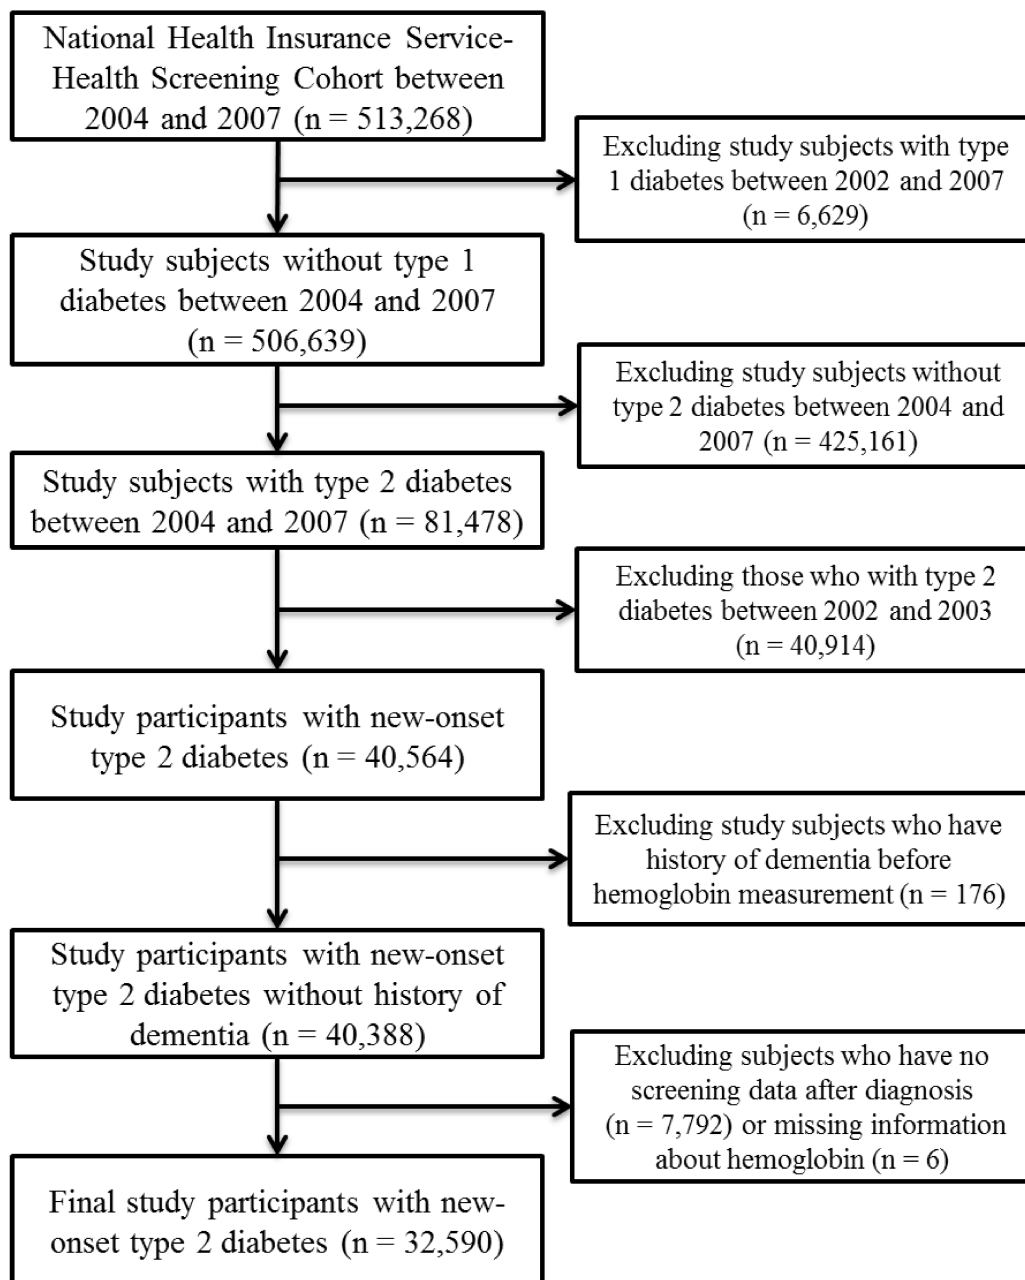 National Health Insurance Service-
Health Screening Cohort between
2004 and 2007 (n = 513,268)
Excluding study subjects with type
1 diabetes between 2002 and 2007
(n = 6,629)
Study subjects without type 1
diabetes between 2004 and 2007
(n = 506,639)
Excluding study subjects without
type 2 diabetes between 2004 and
2007 (n = 425,161)
Study subjects with type 2 diabetes
between 2004 and 2007 (n = 81,478)
Excluding those who with type 2
diabetes between 2002 and 2003
(n = 40,914)
Study participants with new-onset
type 2 diabetes (n = 40,564)
Excluding study subjects who have
history of dementia before
hemoglobin measurement (n = 176)
Study participants with new-onset
type 2 diabetes without history of
dementia (n = 40,388)
Excluding subjects who have no
screening data after diagnosis
(n = 7,792) or missing information
about hemoglobin (n = 6)
Final study participants with new-
onset type 2 diabetes (n = 32,590)